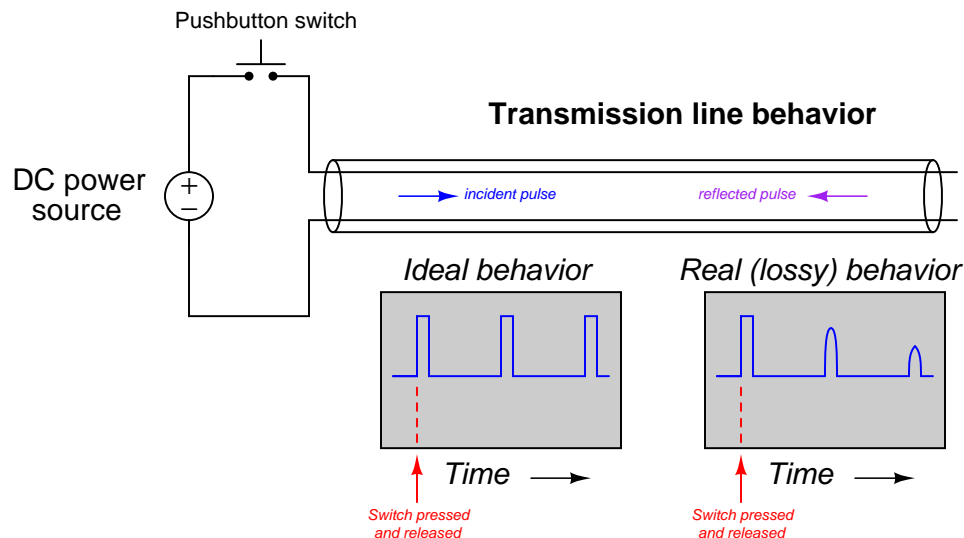 Pushbutton switch
Transmission line behavior
DC power
source
+
−
incident pulse
reflected pulse
Ideal behavior
Real (lossy) behavior
Time
Time
Switch pressed
and released
Switch pressed
and released